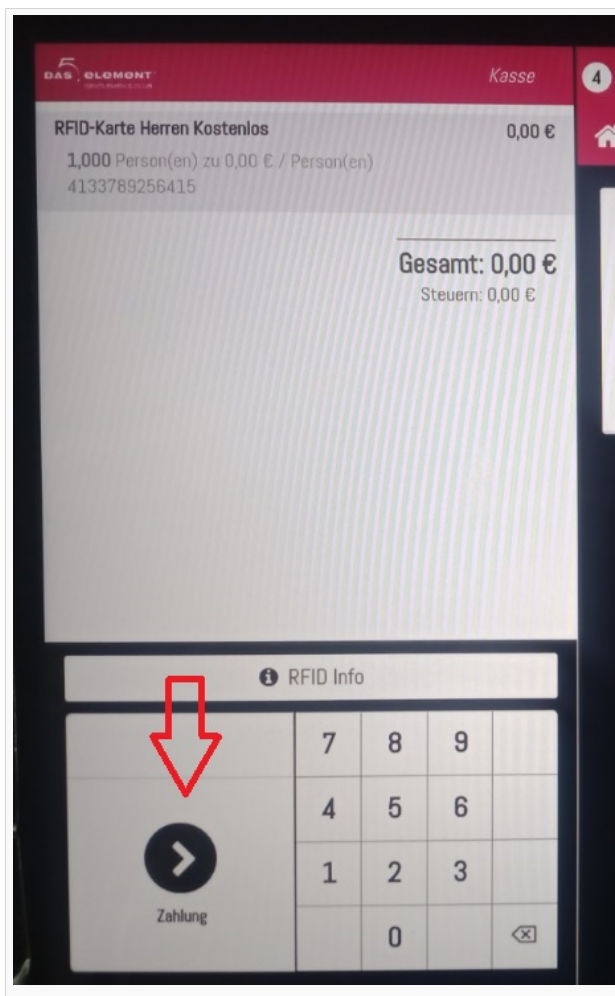 DAS 5 ELEMENT
Kasse
4
RFID-Karte Herren Kostenlos 0,00 €
1,000 Person(en) zu 0,00 € / Person(en)
4133789256415
Gesamt: 0,00 €
Steuern: 0,00 €
RFID Info
7 8 9
4 5 6
1 2 3
Zahlung
0